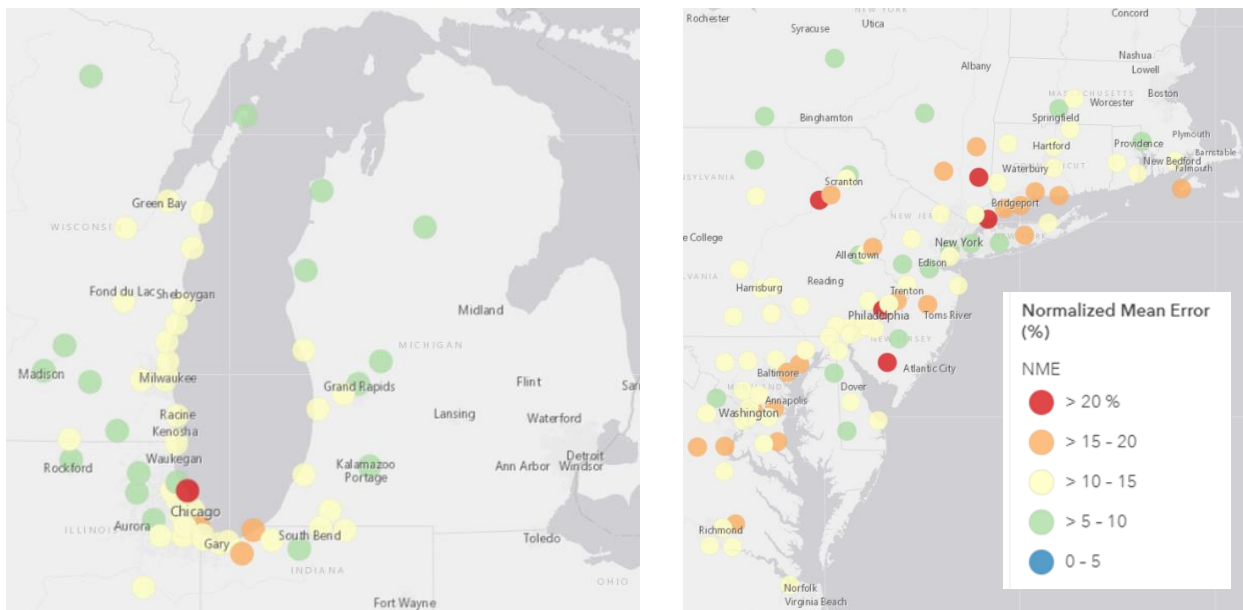 Green Bay
WISCONSIN
Fond du Lac
Sheboygan
Midland
MICHIGAN
Madison
Milwaukee
Grand Rapids
Flint
Racine
Lansing
Waterford
Kenosha
Waukegan
Rockford
Kalamazoo
Portage
Detroit
Ann Arbor
Windsor
Chicago
ILLINOIS
Aurora
Gary
South Bend
Toledo
INDIANA
OHIO
Fort Wayne
Rochester
NEW YORK
Utica
Syracuse
Concord
Nashua
Lowell
Albany
Boston
Worcester
Binghamton
Springfield
Plymouth
Providence
Barnstable
Hartford
New Bedford
Falmouth
Waterbury
Scranton
Bridgeport
e College
New York
Allentown
Edison
Reading
Harrisburg
Trenton
Philadelphia
Toms River
Atlantic City
Baltimore
Dover
Annapolis
Washington
Richmond
Norfolk
Virginia Beach
Normalized Mean Error
(%)
NME
> 20 %
> 15 - 20
> 10 - 15
> 5 - 10
0 - 5